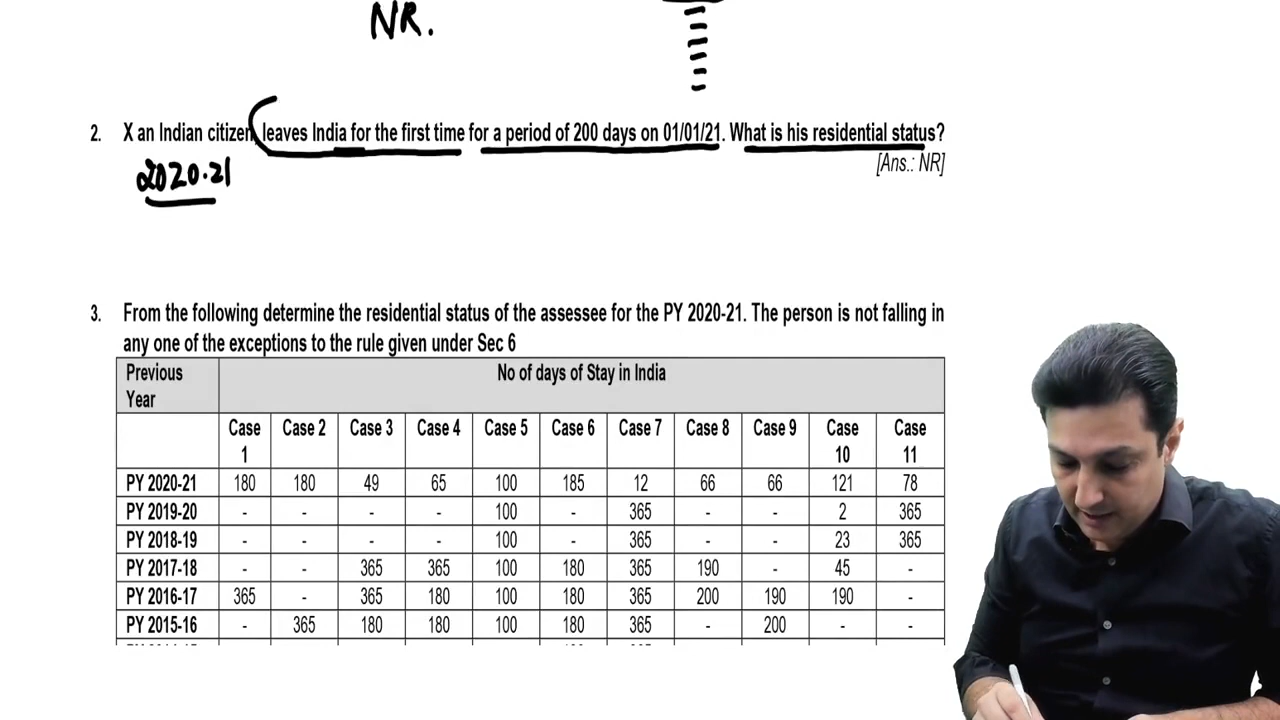 NR.
2. X an Indian citizen, leaves India for the first time for a period of 200 days on 01/01/21. What is his residential status?
[Ans.: NR]
2020.21
3. From the following determine the residential status of the assessee for the PY 2020-21. The person is not falling in
any one of the exceptions to the rule given under Sec 6
Previous Year No of days of Stay in India
Case 1 Case 2 Case 3 Case 4 Case 5 Case 6 Case 7 Case 8 Case 9 Case 10 Case 11
PY 2020-21 180 180 49 65 100 185 12 66 66 121 78
PY 2019-20 - - - - 100 - 365 - - 2 365
PY 2018-19 - - - - 100 - 365 - - 23 365
PY 2017-18 - - 365 365 100 180 365 190 - 45 -
PY 2016-17 365 - 365 180 100 180 365 200 190 190 -
PY 2015-16 - 365 180 180 100 180 365 - 200 - -